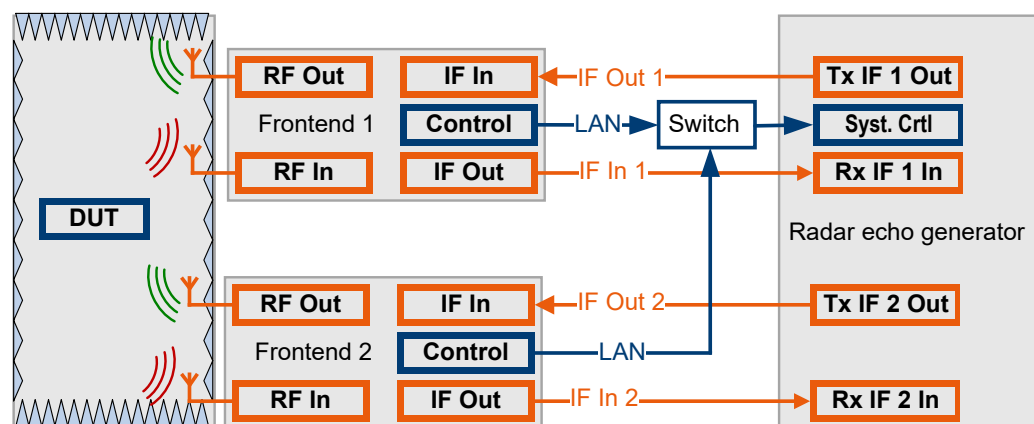 RF Out
IF In
IF Out 1
Tx IF 1 Out
Frontend 1
Control
LAN
Switch
Syst. Crtl
RF In
IF Out
IF In 1
Rx IF 1 In
DUT
Radar echo generator
RF Out
IF In
IF Out 2
Tx IF 2 Out
Frontend 2
Control
LAN
RF In
IF Out
IF In 2
Rx IF 2 In